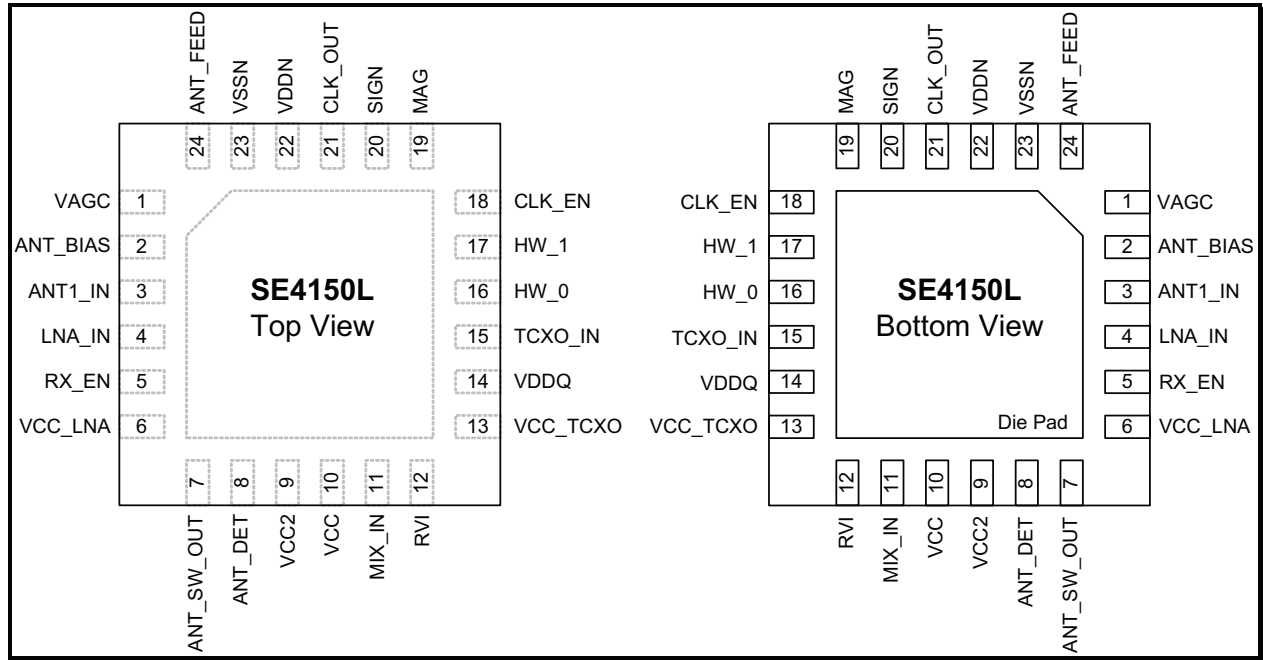 ANT_FEED
VSSN
VDDN
CLK_OUT
SIGN
MAG
24
23
22
21
20
19
VAGC 1
ANT_BIAS 2
ANT1_IN 3
LNA_IN 4
RX_EN 5
VCC_LNA 6
SE4150L
Top View
18 CLK_EN
17 HW_1
16 HW_0
15 TCXO_IN
14 VDDQ
13 VCC_TCXO
7
8
9
10
11
12
ANT_SW_OUT
ANT_DET
VCC2
VCC
MIX_IN
RVI
MAG
SIGN
CLK_OUT
VDDN
VSSN
ANT_FEED
19
20
21
22
23
24
CLK_EN 18
HW_1 17
HW_0 16
TCXO_IN 15
VDDQ 14
VCC_TCXO 13
SE4150L
Bottom View
Die Pad
1 VAGC
2 ANT_BIAS
3 ANT1_IN
4 LNA_IN
5 RX_EN
6 VCC_LNA
12
11
10
9
8
7
RVI
MIX_IN
VCC
VCC2
ANT_DET
ANT_SW_OUT